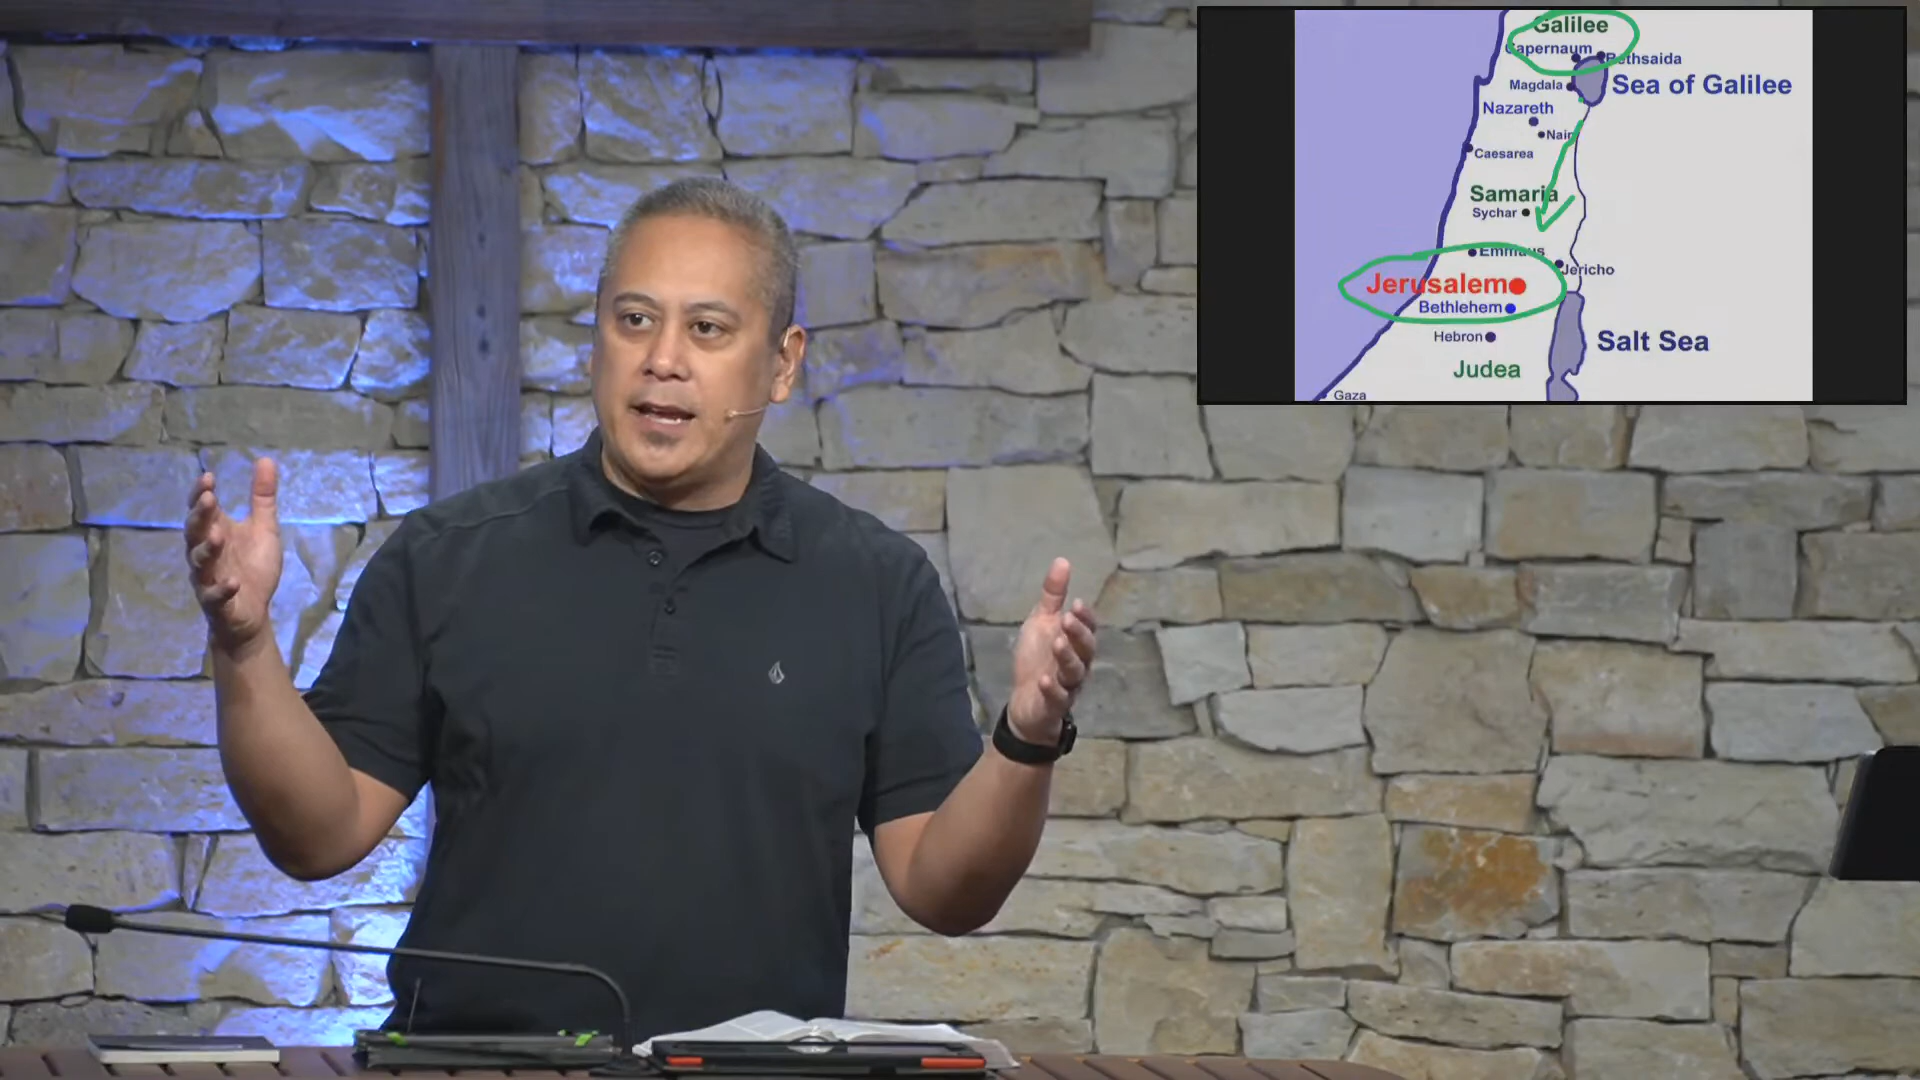 Galilee
Capernaum
Bethsaida
Magdala
Sea of Galilee
Nazareth
Nain
Caesarea
Samaria
Sychar
Emmaus
Jericho
Jerusalem
Bethlehem
Hebron
Salt Sea
Judea
Gaza